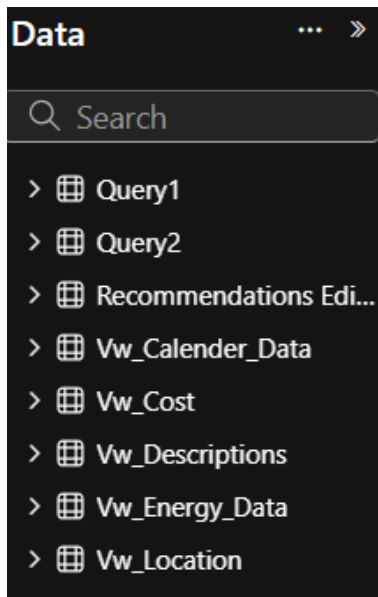 Data
Search
Query1
Query2
Recommendations Edi...
Vw_Calender_Data
Vw_Cost
Vw_Descriptions
Vw_Energy_Data
Vw_Location